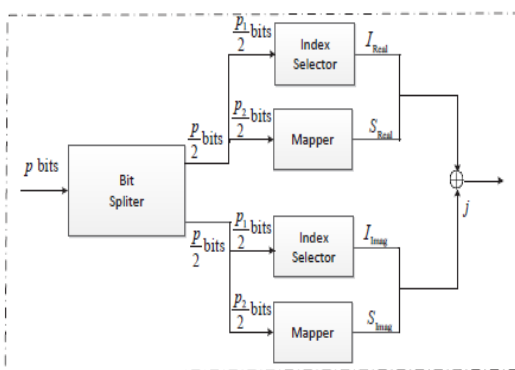 p bits
Bit
Spliter
p/2 bits
p/2 bits
p₁/2 bits
Index
Selector
I_Real
p₂/2 bits
Mapper
S_Real
p₁/2 bits
Index
Selector
I_Imag
p₂/2 bits
Mapper
S_Imag
j